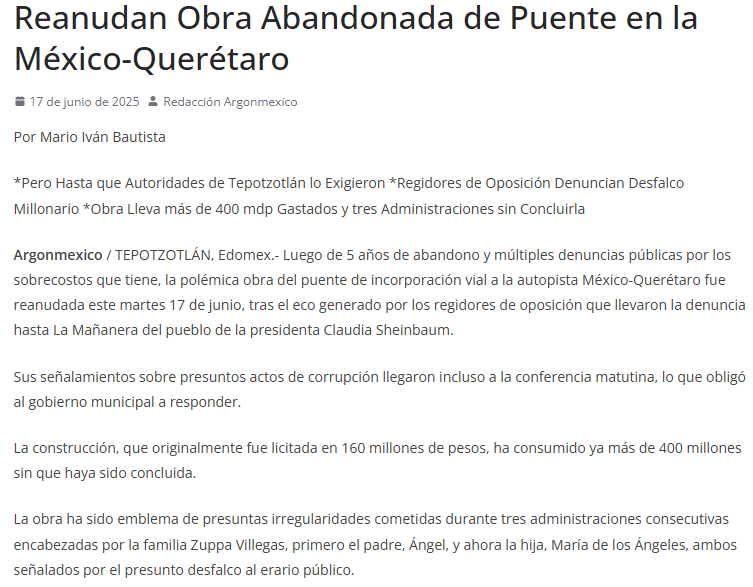 Reanudan Obra Abandonada de Puente en la
México-Querétaro
17 de junio de 2025 Redacción Argonmexico
Por Mario Iván Bautista
*Pero Hasta que Autoridades de Tepotzotlán lo Exigieron *Regidores de Oposición Denuncian Desfalco
Millonario *Obra Lleva más de 400 mdp Gastados y tres Administraciones sin Concluirla
Argonmexico / TEPOTZOTLÁN, Edomex.- Luego de 5 años de abandono y múltiples denuncias públicas por los
sobrecostos que tiene, la polémica obra del puente de incorporación vial a la autopista México-Querétaro fue
reanudada este martes 17 de junio, tras el eco generado por los regidores de oposición que llevaron la denuncia
hasta La Mañanera del pueblo de la presidenta Claudia Sheinbaum.
Sus señalamientos sobre presuntos actos de corrupción llegaron incluso a la conferencia matutina, lo que obligó
al gobierno municipal a responder.
La construcción, que originalmente fue licitada en 160 millones de pesos, ha consumido ya más de 400 millones
sin que haya sido concluida.
La obra ha sido emblema de presuntas irregularidades cometidas durante tres administraciones consecutivas
encabezadas por la familia Zuppa Villegas, primero el padre, Ángel, y ahora la hija, María de los Ángeles, ambos
señalados por el presunto desfalco al erario público.